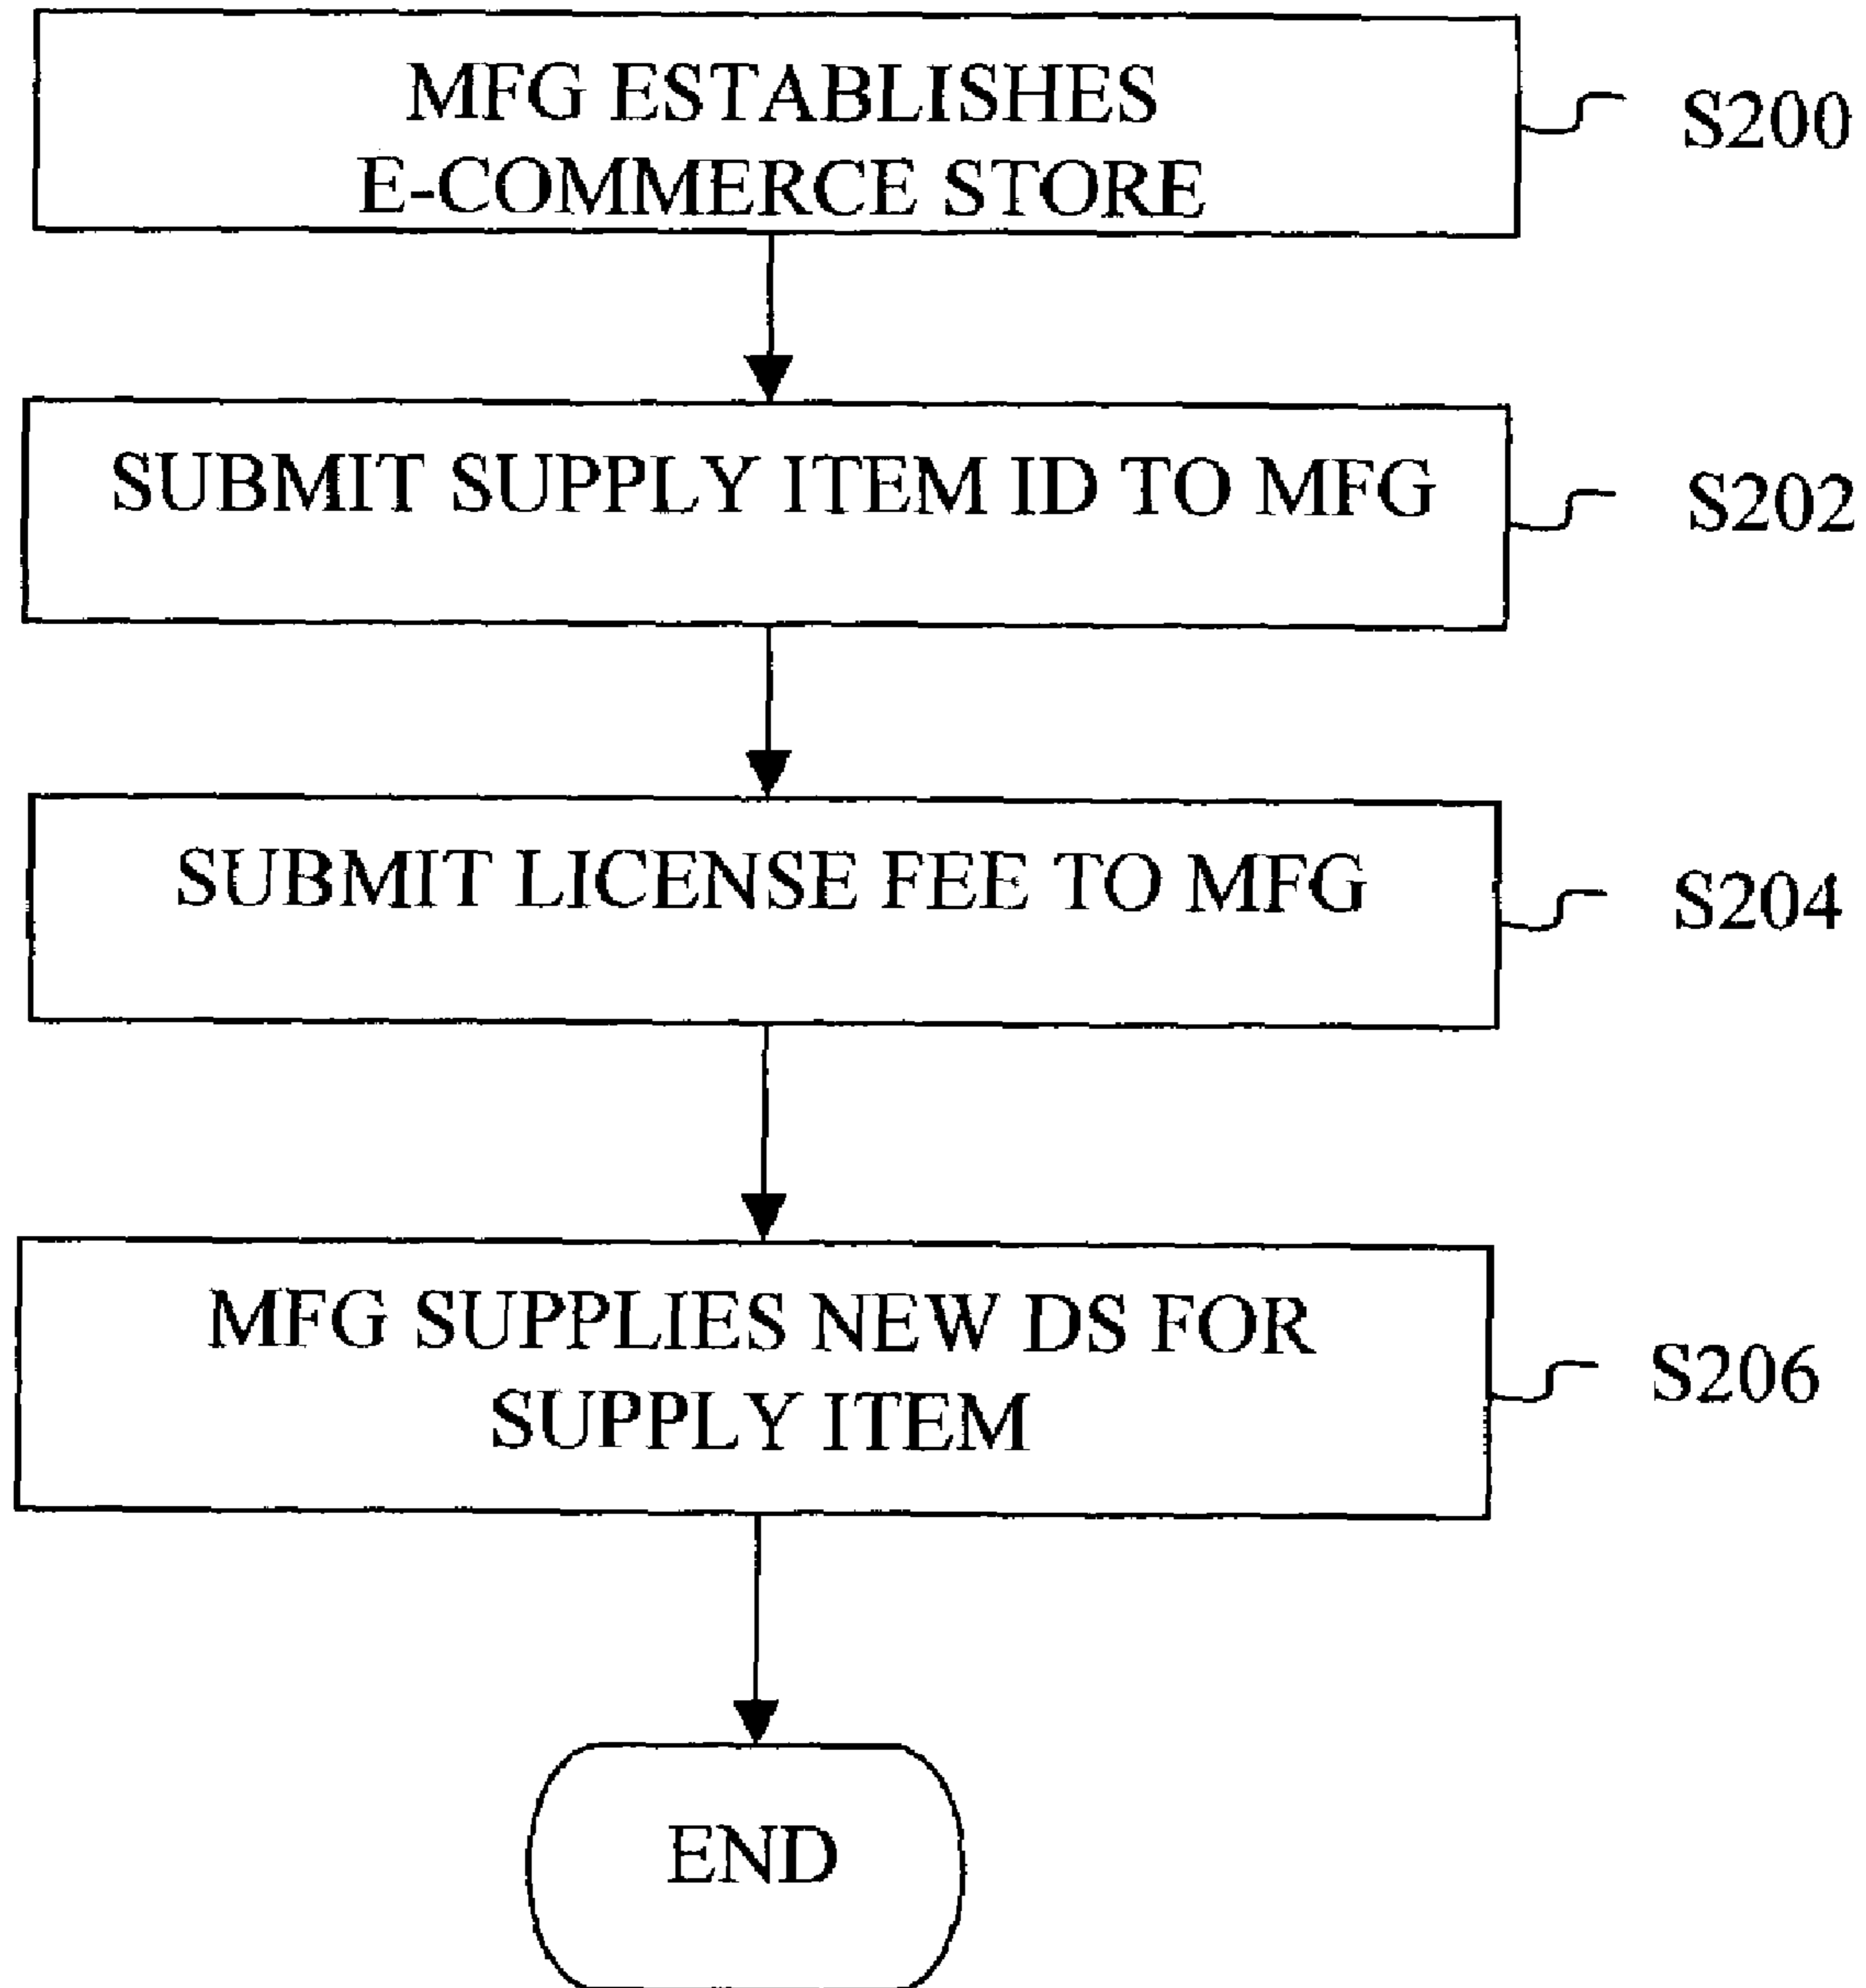 MFG ESTABLISHES
E-COMMERCE STORE
S200
SUBMIT SUPPLY ITEM ID TO MFG
S202
SUBMIT LICENSE FEE TO MFG
S204
MFG SUPPLIES NEW DS FOR
SUPPLY ITEM
S206
END